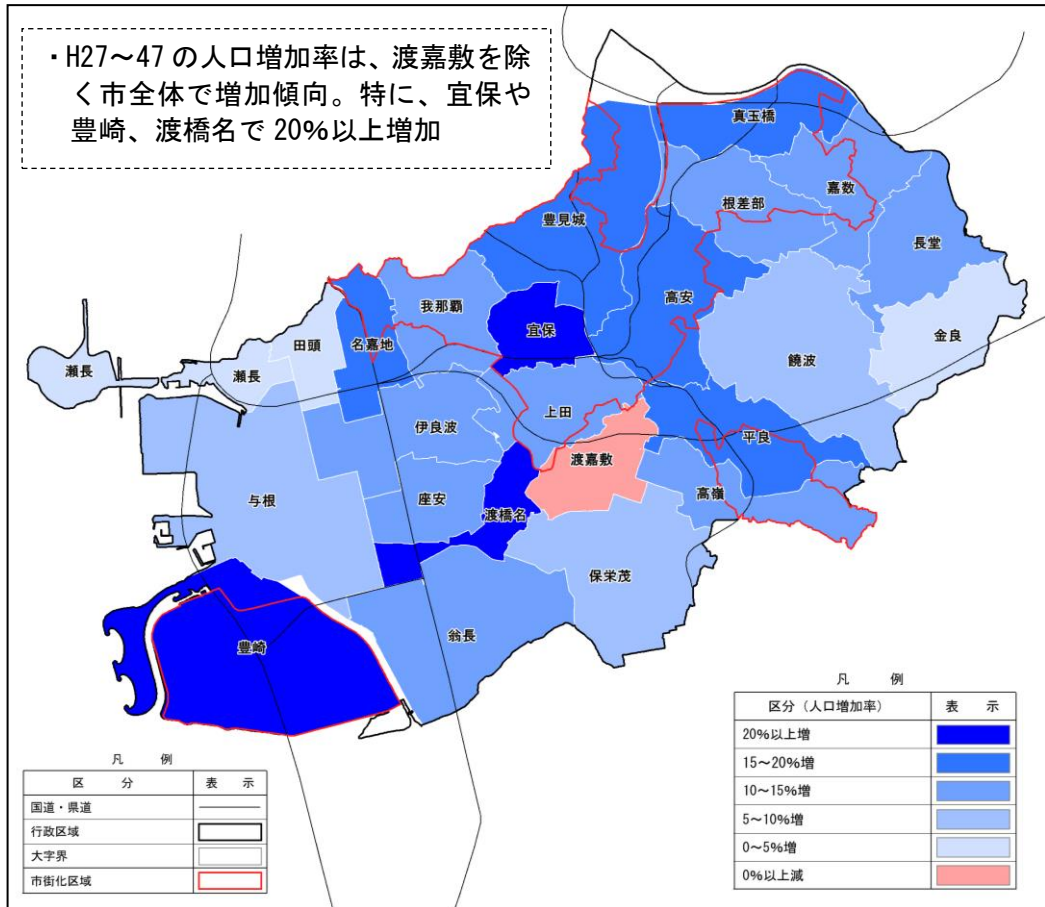 ・H27～47 の人口増加率は、渡嘉敷を除
く市全体で増加傾向。特に、宜保や
豊崎、渡橋名で 20%以上増加
真玉橋
嘉数
根差部
豊見城
長堂
高安
我那覇
宜保
金良
田頭
名嘉地
饒波
瀬長
瀬長
上田
伊良波
平良
渡嘉敷
高嶺
座安
与根
渡橋名
保栄茂
翁長
豊崎
凡 例
区 分 表 示
国道・県道
行政区域
大字界
市街化区域
凡 例
区分（人口増加率） 表 示
20%以上増
15～20%増
10～15%増
5～10%増
0～5%増
0%以上減